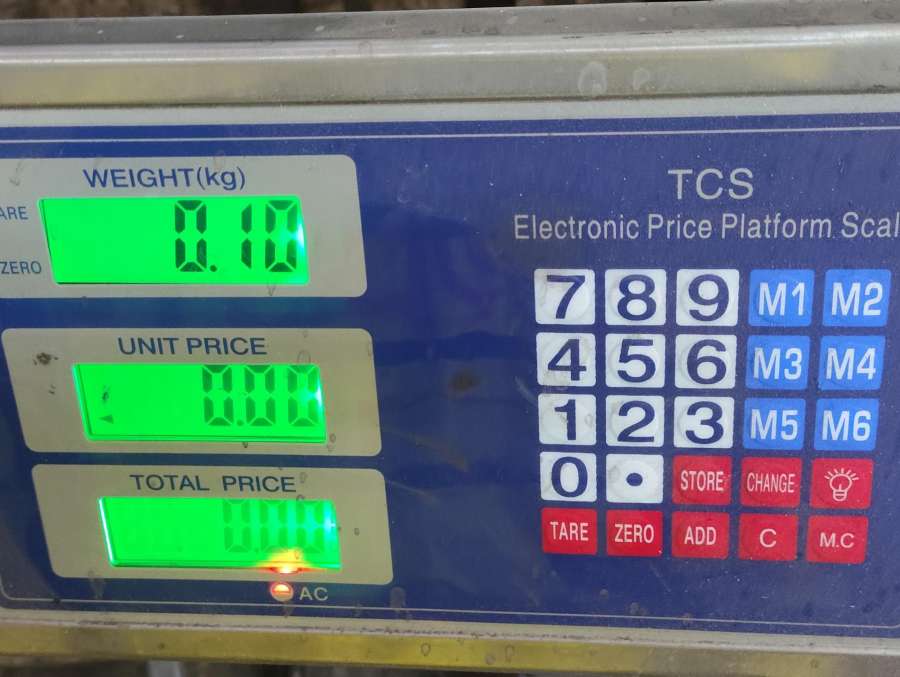 WEIGHT(kg)
ARE
0.10
ZERO
UNIT PRICE
0.00
TOTAL PRICE
0.00
AC
TCS
Electronic Price Platform Scal
7 8 9 M1 M2
4 5 6 M3 M4
1 2 3 M5 M6
0 . STORE CHANGE
TARE ZERO ADD C M.C